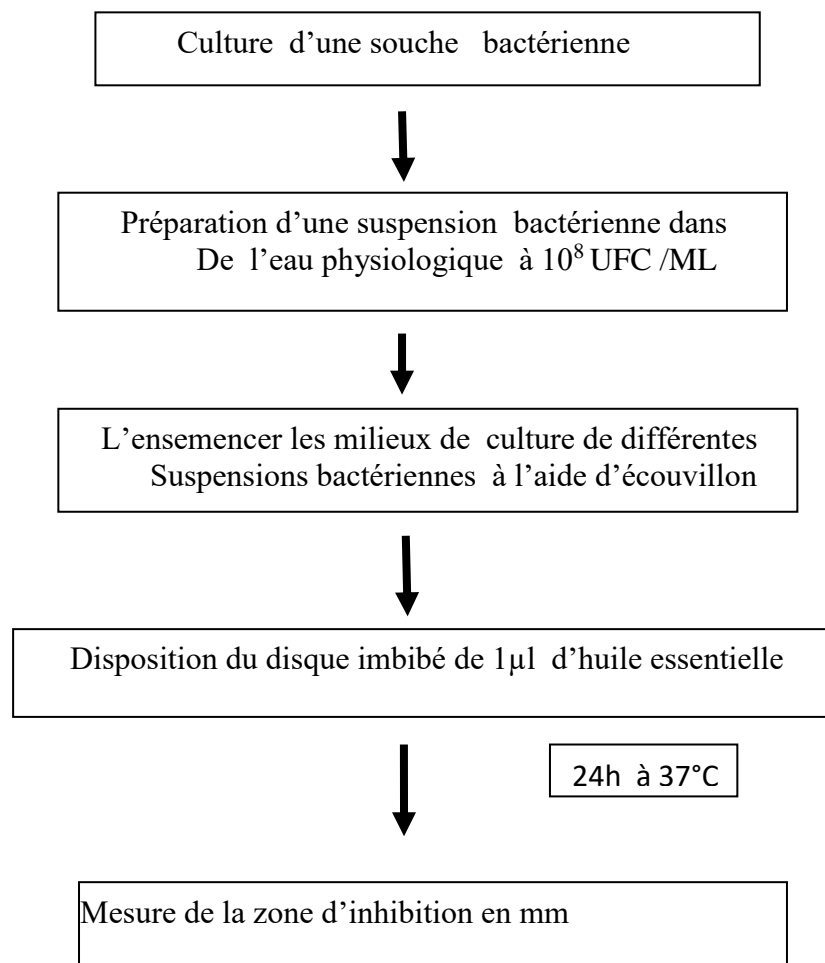 Culture d’une souche bactérienne
Préparation d’une suspension bactérienne dans
De l’eau physiologique à 10⁸ UFC /ML
L’ensemencer les milieux de culture de différentes
Suspensions bactériennes à l’aide d’écouvillon
Disposition du disque imbibé de 1µl d’huile essentielle
24h à 37°C
Mesure de la zone d’inhibition en mm